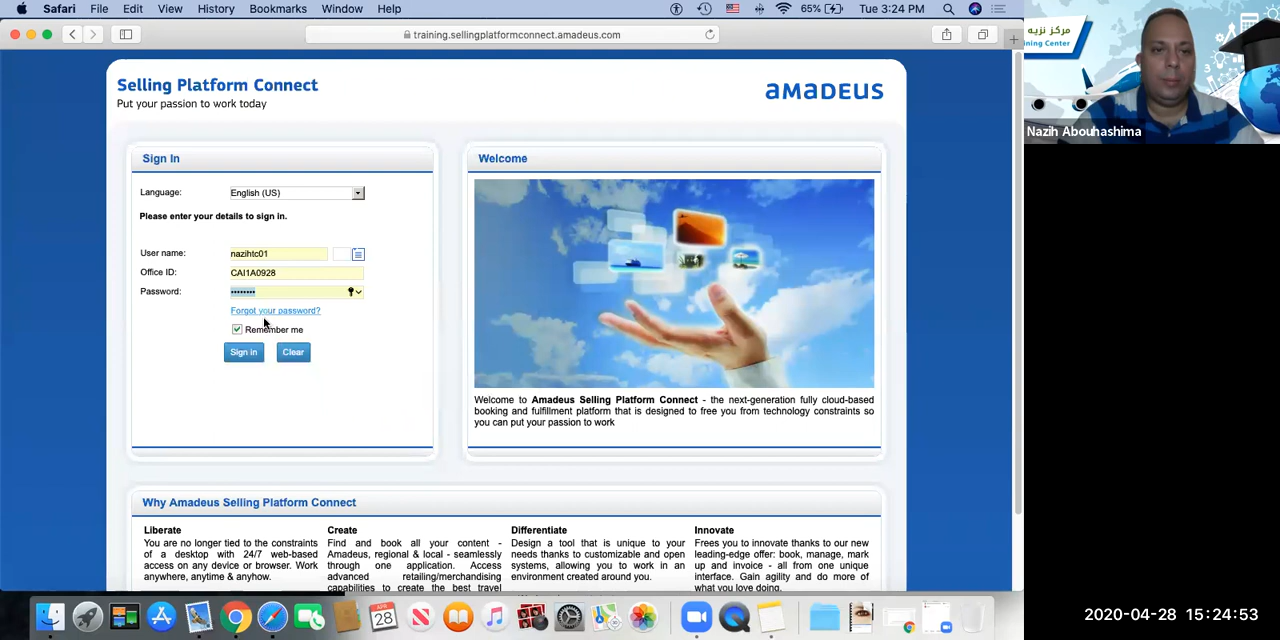 Safari File Edit View History Bookmarks Window Help
65% Tue 3:24 PM
training.sellingplatformconnect.amadeus.com
Selling Platform Connect
Put your passion to work today
amadeus
Sign In
Language: English (US)
Please enter your details to sign in.
User name: nazihtc01
Office ID: CAI1A0928
Password: ••••••••
Forgot your password?
Remember me
Sign in Clear
Welcome
Welcome to Amadeus Selling Platform Connect - the next-generation fully cloud-based
booking and fulfillment platform that is designed to free you from technology constraints so
you can put your passion to work
Why Amadeus Selling Platform Connect
Liberate
You are no longer tied to the constraints
of a desktop with 24/7 web-based
access on any device or browser. Work
anywhere, anytime & anyhow.
Create
Find and book all your content -
Amadeus, regional & local - seamlessly
through one application. Access
advanced retailing/merchandising
capabilities to create the best travel
Differentiate
Design a tool that is unique to your
needs thanks to customizable and open
systems, allowing you to work in an
environment created around you.
Innovate
Frees you to innovate thanks to our new
leading-edge offer: book, manage, mark
up and invoice - all from one unique
interface. Gain agility and do more of
what you love doing.
APR
28
مركز نزيه
ining Center
Nazih Abouhashima
2020-04-28 15:24:53